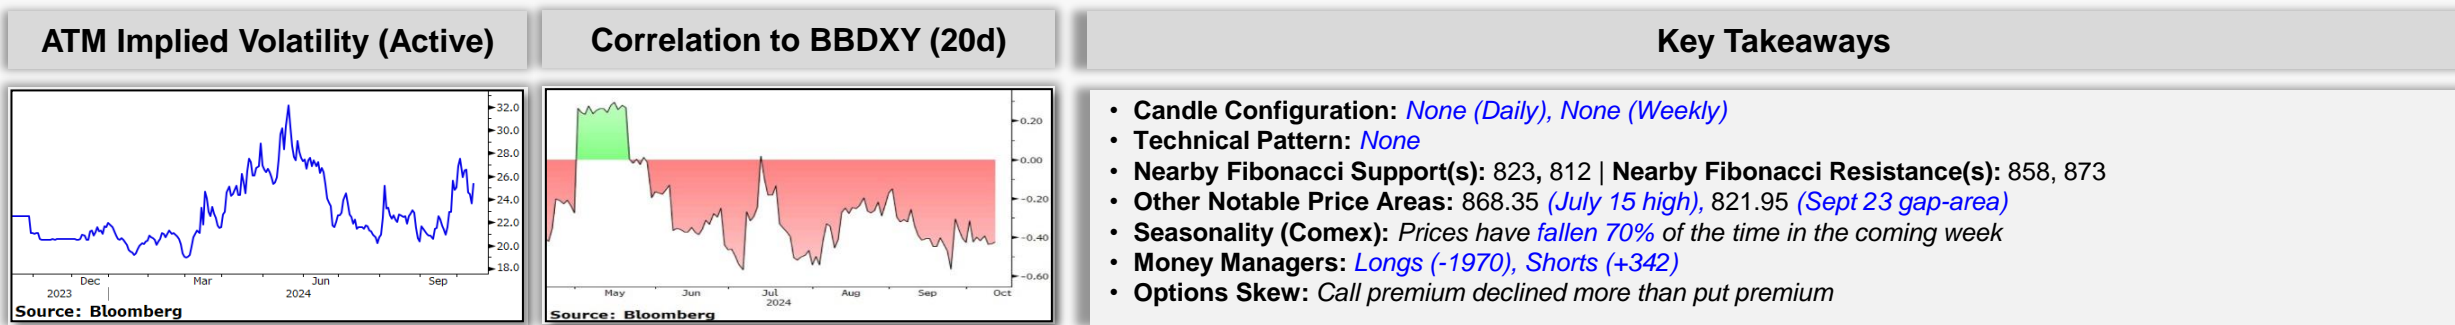 ATM Implied Volatility (Active)
Correlation to BBDXY (20d)
Key Takeaways
32.0
30.0
28.0
26.0
24.0
22.0
20.0
18.0
Dec Mar Jun Sep
2023 2024
Source: Bloomberg
0.20
0.00
-0.20
-0.40
-0.60
May Jun Jul Aug Sep Oct
2024
Source: Bloomberg
• Candle Configuration: None (Daily), None (Weekly)
• Technical Pattern: None
• Nearby Fibonacci Support(s): 823, 812 | Nearby Fibonacci Resistance(s): 858, 873
• Other Notable Price Areas: 868.35 (July 15 high), 821.95 (Sept 23 gap-area)
• Seasonality (Comex): Prices have fallen 70% of the time in the coming week
• Money Managers: Longs (-1970), Shorts (+342)
• Options Skew: Call premium declined more than put premium